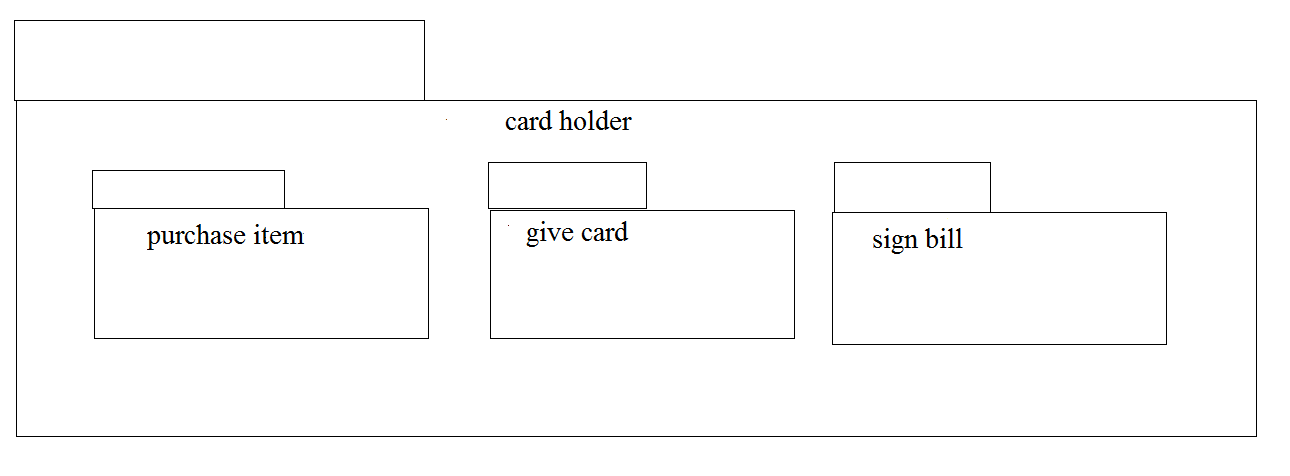 card holder
purchase item
give card
sign bill